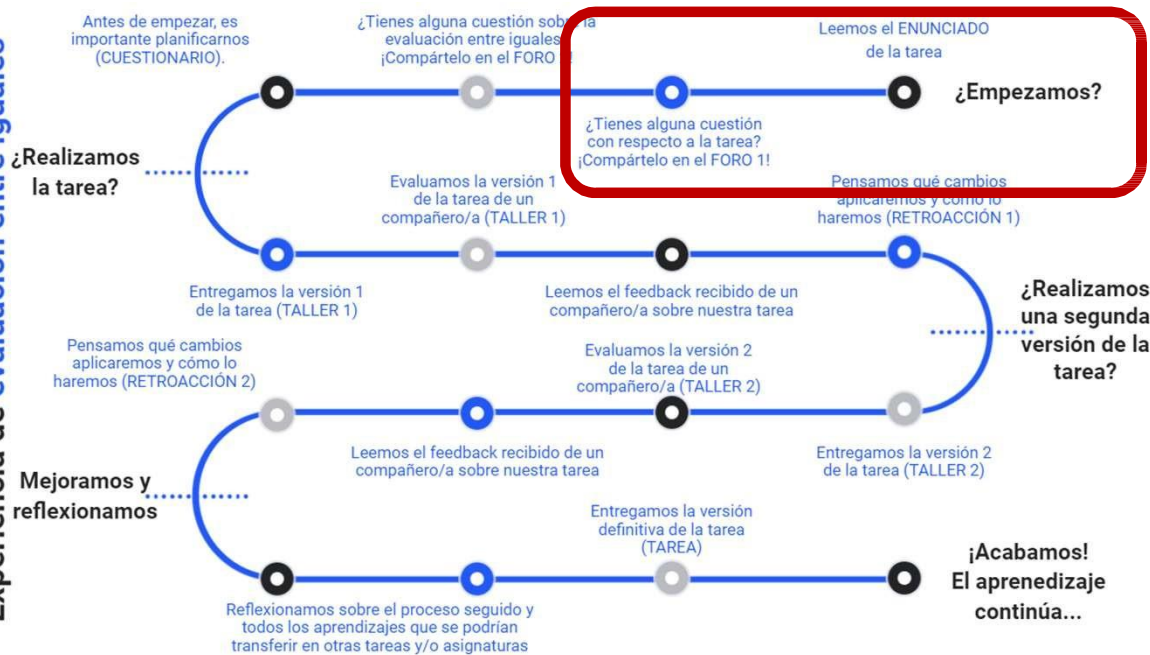 Experiencia de evaluación entre iguales
Antes de empezar, es
importante planificarnos
(CUESTIONARIO).
¿Tienes alguna cuestión sobre la
evaluación entre iguales
¡Compártelo en el FORO
Leemos el ENUNCIADO
de la tarea
¿Empezamos?
¿Tienes alguna cuestión
con respecto a la tarea?
¡Compártelo en el FORO 1!
¿Realizamos
la tarea?
Evaluamos la versión 1
de la tarea de un
compañero/a (TALLER 1)
Pensamos qué cambios
aplicaremos y cómo lo
haremos (RETROACCIÓN 1)
Entregamos la versión 1
de la tarea (TALLER 1)
Leemos el feedback recibido de un
compañero/a sobre nuestra tarea
¿Realizamos
una segunda
versión de la
tarea?
Pensamos qué cambios
aplicaremos y cómo lo
haremos (RETROACCIÓN 2)
Evaluamos la versión 2
de la tarea de un
compañero/a (TALLER 2)
Leemos el feedback recibido de un
compañero/a sobre nuestra tarea
Entregamos la versión 2
de la tarea (TALLER 2)
Mejoramos y
reflexionamos
Entregamos la versión
definitiva de la tarea
(TAREA)
¡Acabamos!
El aprenedizaje
continúa...
Reflexionamos sobre el proceso seguido y
todos los aprendizajes que se podrían
transferir en otras tareas y/o asignaturas